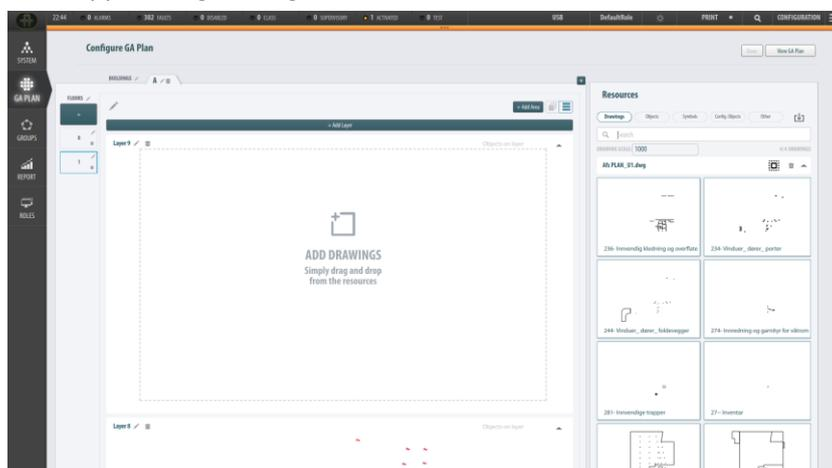 22:44
0 ALARMS
302 FAULTS
0 DISABLED
0 CLASS
0 SUPERVISORY
1 ACTIVATED
0 TEST
USB
DefaultRole
PRINT
CONFIGURATION
SYSTEM
GA PLAN
GROUPS
REPORT
ROLES
Configure GA Plan
View GA Plan
BUILDINGS
A
FLOORS
+
0
1
+ Add Area
+ Add Layer
Layer 9
Objects on layer
ADD DRAWINGS
Simply drag and drop
from the resources
Layer 8
Objects on layer
Resources
Drawings
Objects
Symbols
Config. Objects
Other
Search
DRAWING SCALE 1000
Afs PLAN_U1.dwg
236- Innvendig kledning og overflate
234- Vinduer_ dører_ porter
244- Vinduer_ dører_ foldevegger
274- Innredning og garnityr for våtrom
281- Innvendige trapper
27-- Inventar